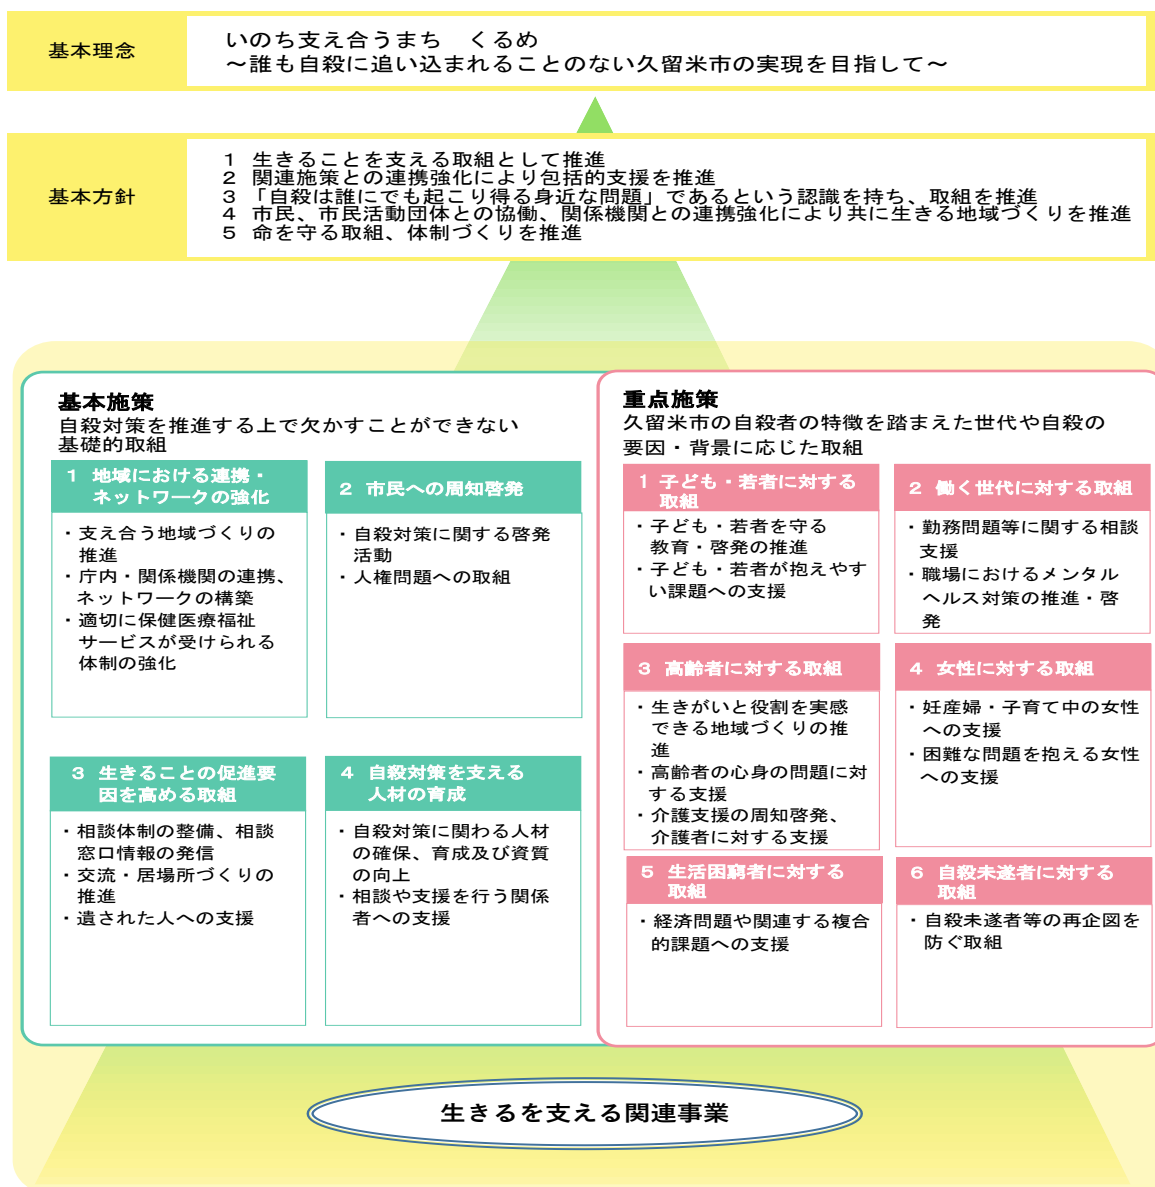 基本理念
いのち支え合うまち　くるめ
～誰も自殺に追い込まれることのない久留米市の実現を目指して～
基本方針
1 生きることを支える取組として推進
2 関連施策との連携強化により包括的支援を推進
3 「自殺は誰にでも起こり得る身近な問題」であるという認識を持ち、取組を推進
4 市民、市民活動団体との協働、関係機関との連携強化により共に生きる地域づくりを推進
5 命を守る取組、体制づくりを推進
基本施策
自殺対策を推進する上で欠かすことができない
基礎的取組
1 地域における連携・
ネットワークの強化
・支え合う地域づくりの
推進
・庁内・関係機関の連携、
ネットワークの構築
・適切に保健医療福祉
サービスが受けられる
体制の強化
2 市民への周知啓発
・自殺対策に関する啓発
活動
・人権問題への取組
3 生きることの促進要
因を高める取組
・相談体制の整備、相談
窓口情報の発信
・交流・居場所づくりの
推進
・遺された人への支援
4 自殺対策を支える
人材の育成
・自殺対策に関わる人材
の確保、育成及び資質
の向上
・相談や支援を行う関係
者への支援
重点施策
久留米市の自殺者の特徴を踏まえた世代や自殺の
要因・背景に応じた取組
1 子ども・若者に対する
取組
・子ども・若者を守る
教育・啓発の推進
・子ども・若者が抱えやす
い課題への支援
2 働く世代に対する取組
・勤務問題等に関する相談
支援
・職場におけるメンタル
ヘルス対策の推進・啓
発
3 高齢者に対する取組
・生きがいと役割を実感
できる地域づくりの推
進
・高齢者の心身の問題に対
する支援
・介護支援の周知啓発、
介護者に対する支援
4 女性に対する取組
・妊産婦・子育て中の女性
への支援
・困難な問題を抱える女性
への支援
5 生活困窮者に対する
取組
・経済問題や関連する複合
的課題への支援
6 自殺未遂者に対する
取組
・自殺未遂者等の再企図を
防ぐ取組
生きるを支える関連事業